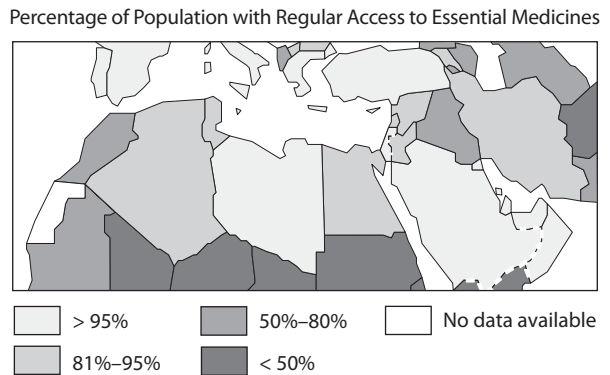 Percentage of Population with Regular Access to Essential Medicines
> 95%
50%–80%
No data available
81%–95%
< 50%